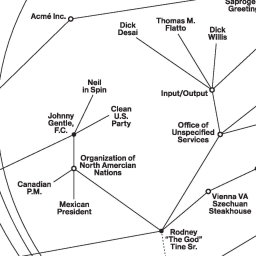 Saproge
Greeting
Acmé Inc.
Dick
Desai
Thomas M.
Flatto
Dick
Willis
Neil
in Spin
Input/Output
Johnny
Gentle,
F.C.
Clean
U.S.
Party
Office of
Unspecified
Services
Organization of
North Amercian
Nations
Canadian
P.M.
Mexican
President
Vienna VA
Szechuan
Steakhouse
Rodney
"The God"
Tine Sr.